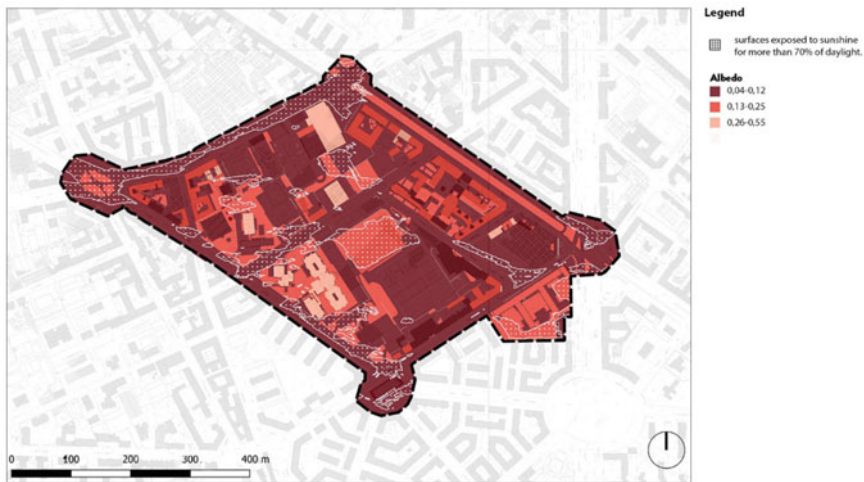 Legend
surfaces exposed to sunshine
for more than 70% of daylight.
Albedo
0,04-0,12
0,13-0,25
0,26-0,55
0 100 200 300 400 m